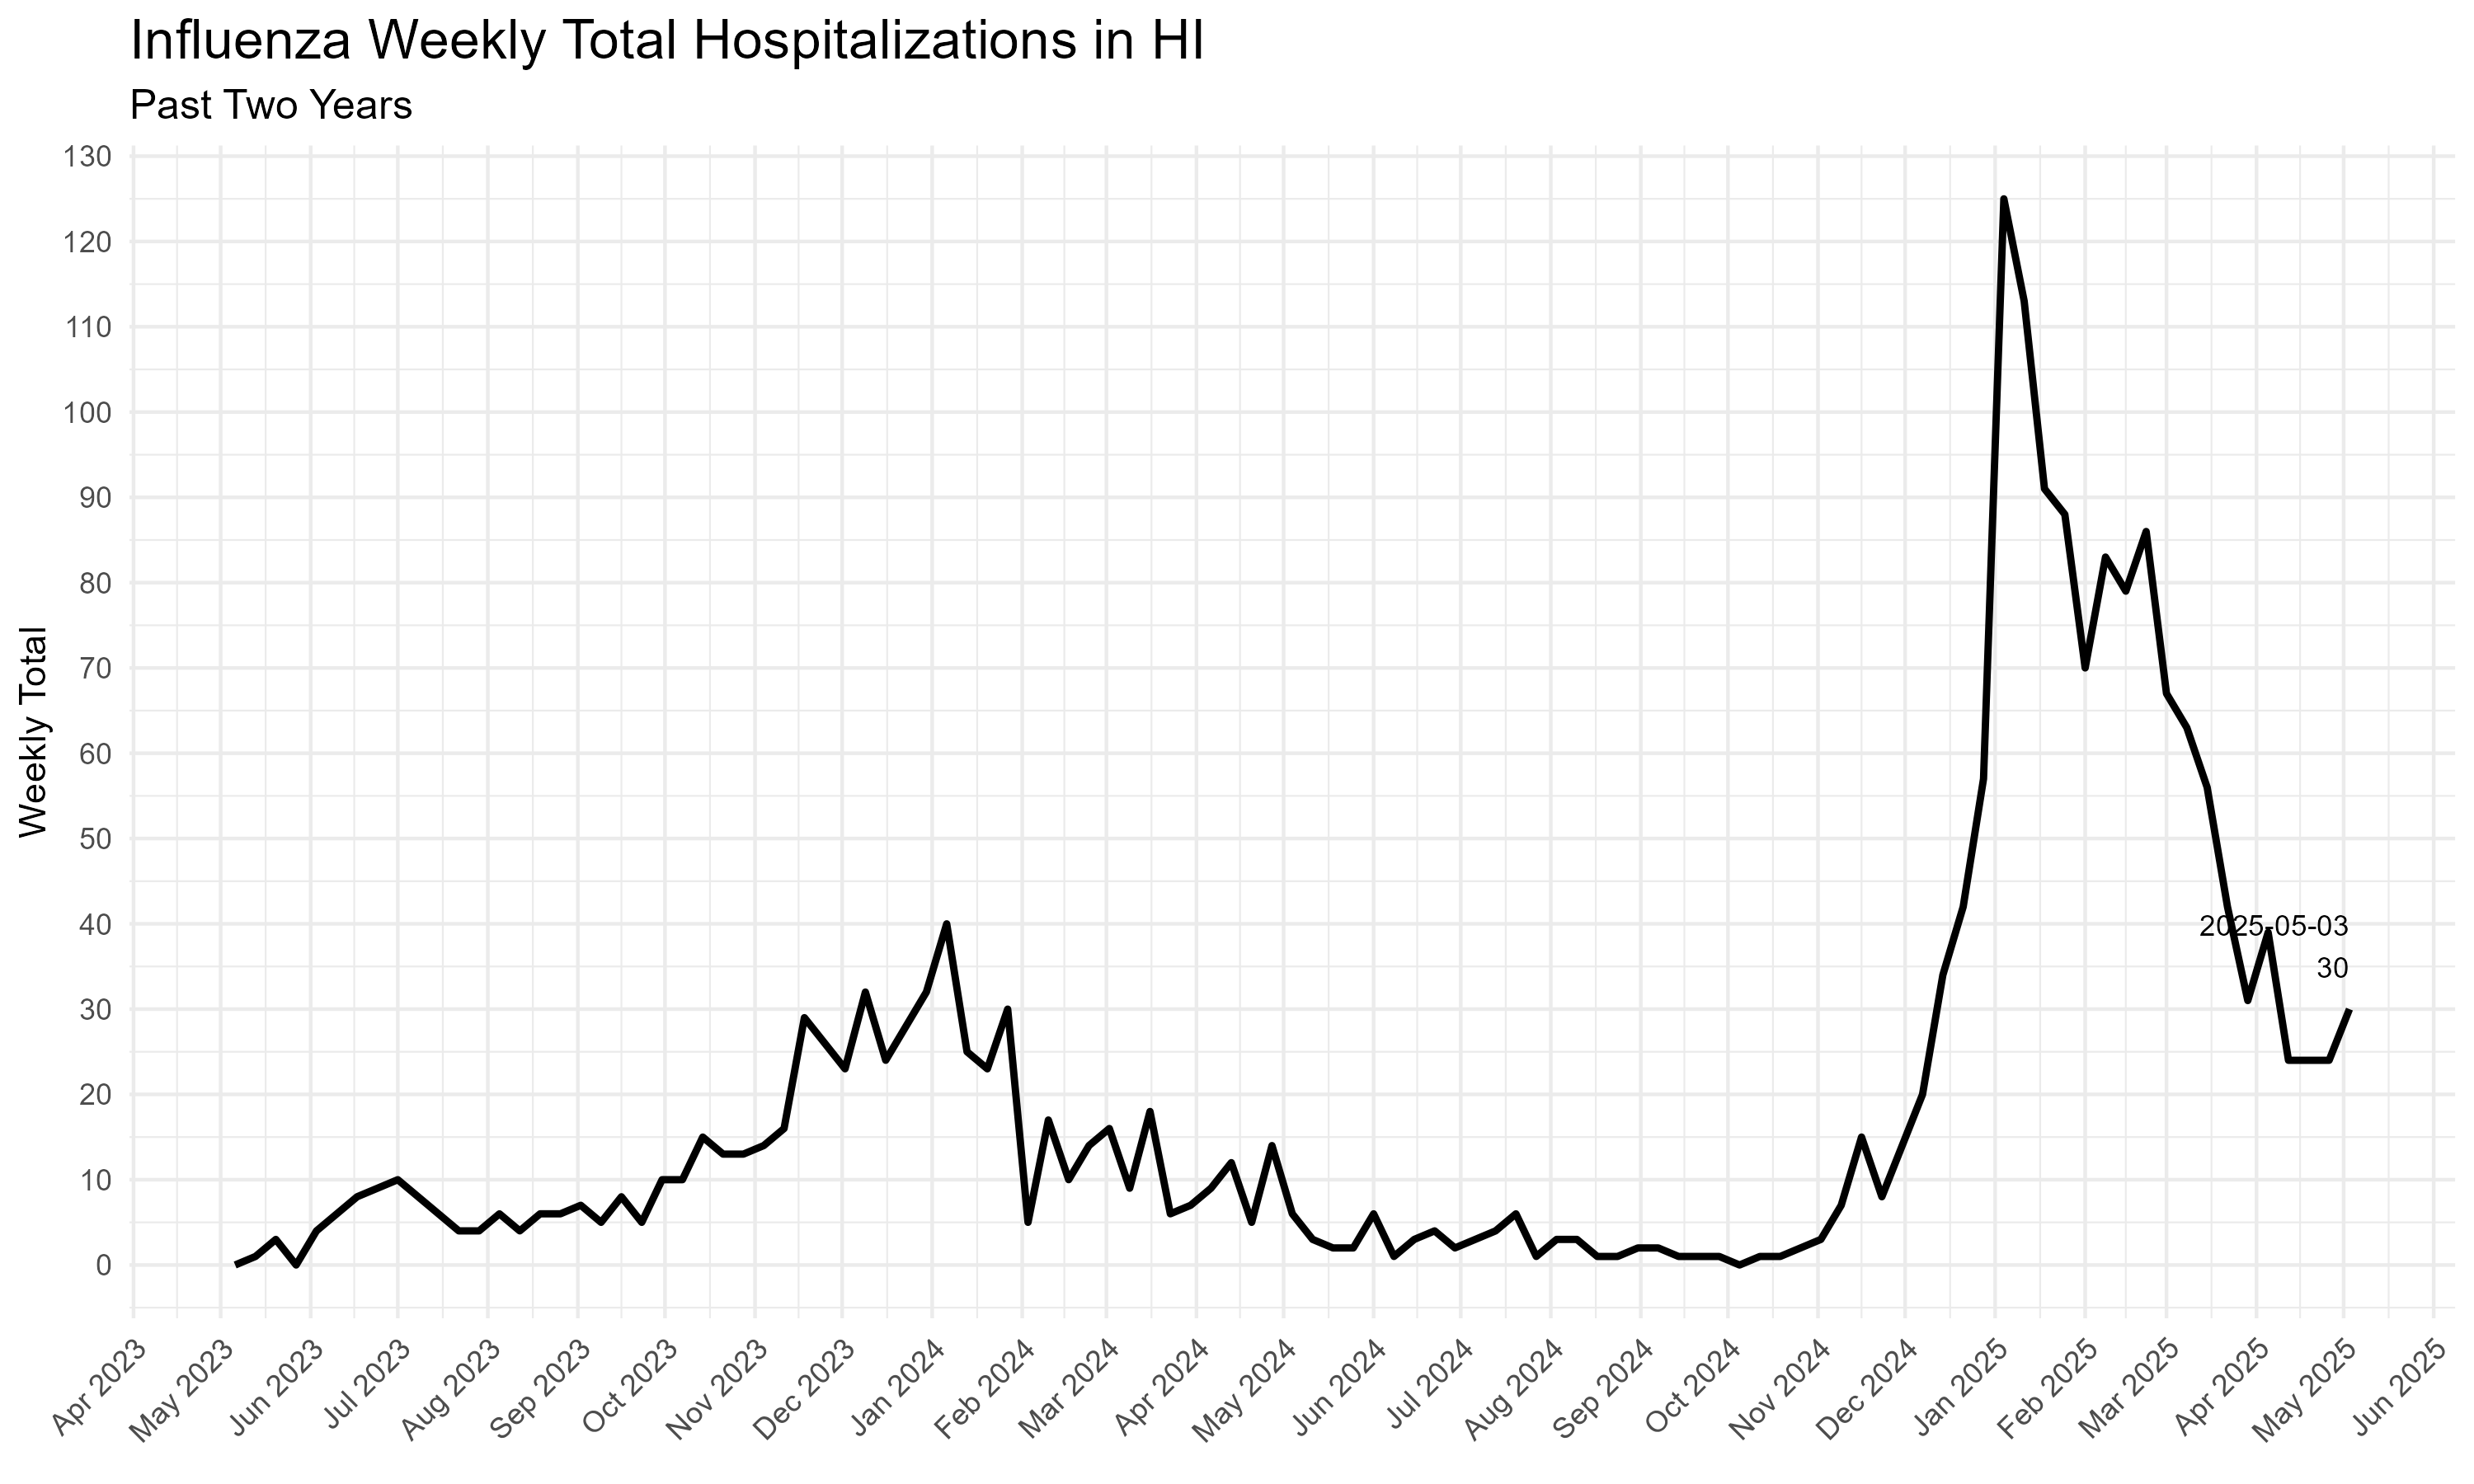 Influenza Weekly Total Hospitalizations in HI
Past Two Years
Weekly Total
130
120
110
100
90
80
70
60
50
40
30
20
10
0
2025-05-03
30
Apr 2023
May 2023
Jun 2023
Jul 2023
Aug 2023
Sep 2023
Oct 2023
Nov 2023
Dec 2023
Jan 2024
Feb 2024
Mar 2024
Apr 2024
May 2024
Jun 2024
Jul 2024
Aug 2024
Sep 2024
Oct 2024
Nov 2024
Dec 2024
Jan 2025
Feb 2025
Mar 2025
Apr 2025
May 2025
Jun 2025